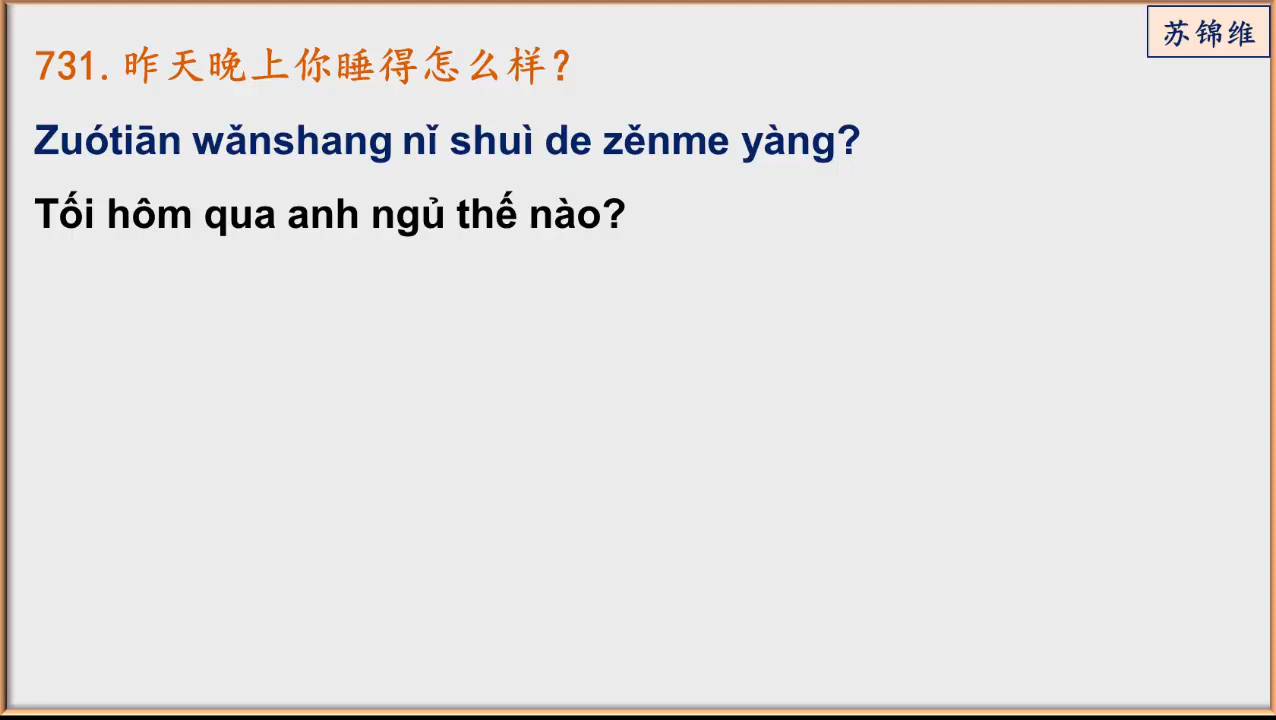 苏锦维
731.昨天晚上你睡得怎么样?
Zuótiān wǎnshang nǐ shuì de zěnme yàng?
Tối hôm qua anh ngủ thế nào?